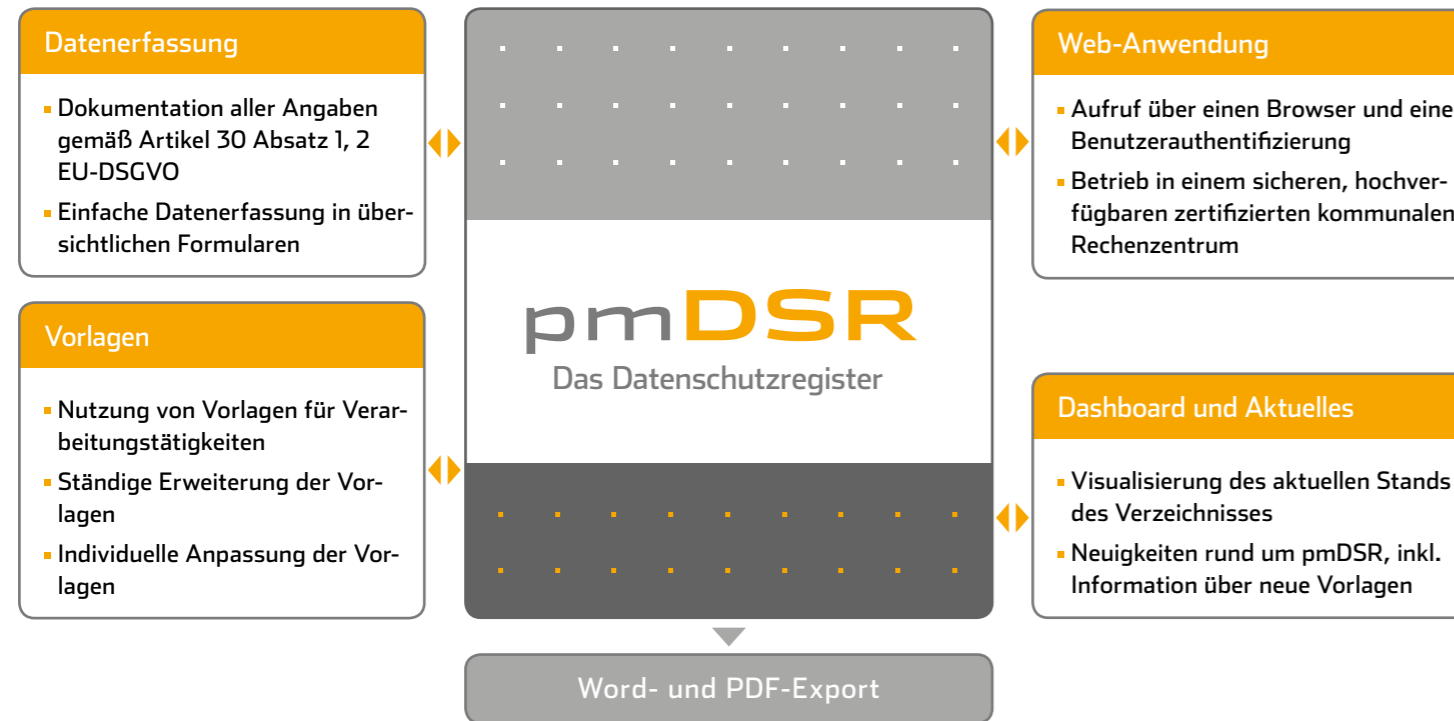 Datenerfassung
Dokumentation aller Angaben
gemäß Artikel 30 Absatz 1, 2
EU-DSGVO
Einfache Datenerfassung in über-
sichtlichen Formularen
Vorlagen
Nutzung von Vorlagen für Verar-
beitungstätigkeiten
Ständige Erweiterung der Vor-
lagen
Individuelle Anpassung der Vor-
lagen
pmDSR
Das Datenschutzregister
Web-Anwendung
Aufruf über einen Browser und eine
Benutzerauthentifizierung
Betrieb in einem sicheren, hochver-
fügbaren zertifizierten kommunalen
Rechenzentrum
Dashboard und Aktuelles
Visualisierung des aktuellen Stands
des Verzeichnisses
Neuigkeiten rund um pmDSR, inkl.
Information über neue Vorlagen
Word- und PDF-Export